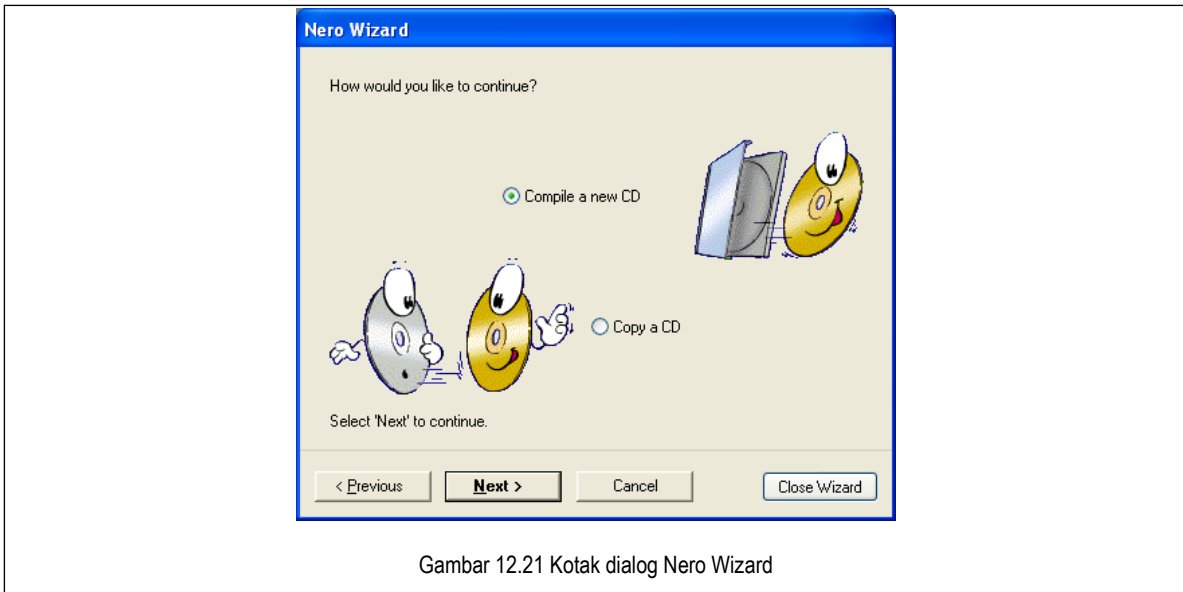 Nero Wizard
How would you like to continue?
Compile a new CD
Copy a CD
Select 'Next' to continue.
< Previous
Next >
Cancel
Close Wizard
Gambar 12.21 Kotak dialog Nero Wizard